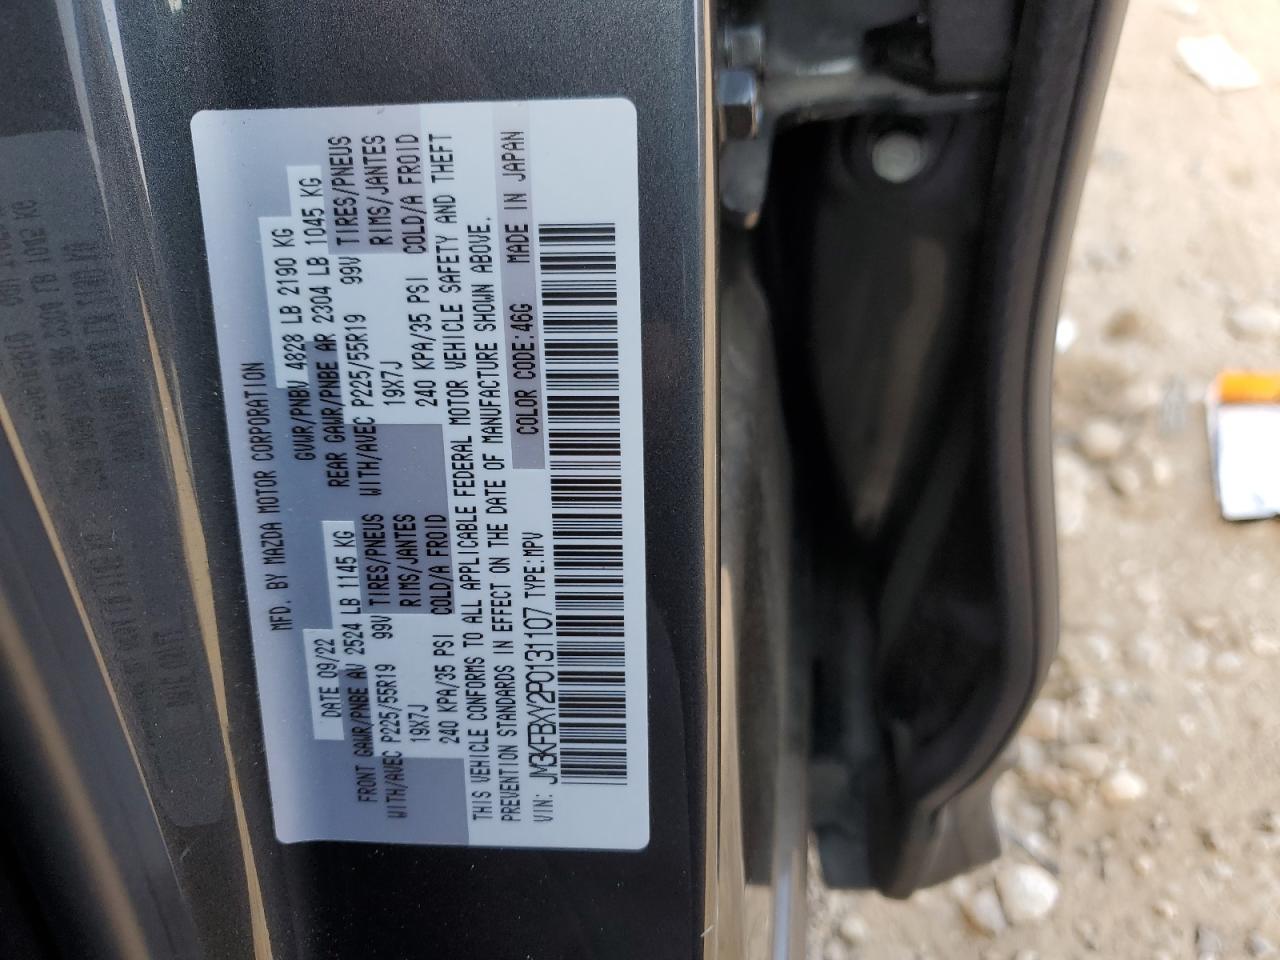 MFD. BY MAZDA MOTOR CORPORATION
DATE 09/22 GVWR/PNBV 4828 LB 2190 KG
FRONT GAWR/PNBE AV 2524 LB 1145 KG REAR GAWR/PNBE AR 2304 LB 1045 KG
WITH/AVEC P225/55R19 99V TIRES/PNEUS WITH/AVEC P225/55R19 99V TIRES/PNEUS
19X7J RIMS/JANTES 19X7J RIMS/JANTES
240 KPA/35 PSI COLD/A FROID 240 KPA/35 PSI COLD/A FROID
THIS VEHICLE CONFORMS TO ALL APPLICABLE FEDERAL MOTOR VEHICLE SAFETY AND THEFT
PREVENTION STANDARDS IN EFFECT ON THE DATE OF MANUFACTURE SHOWN ABOVE.
COLOR CODE:46G MADE IN JAPAN
VIN: JM3KFBXY2P0131107 TYPE:MPV